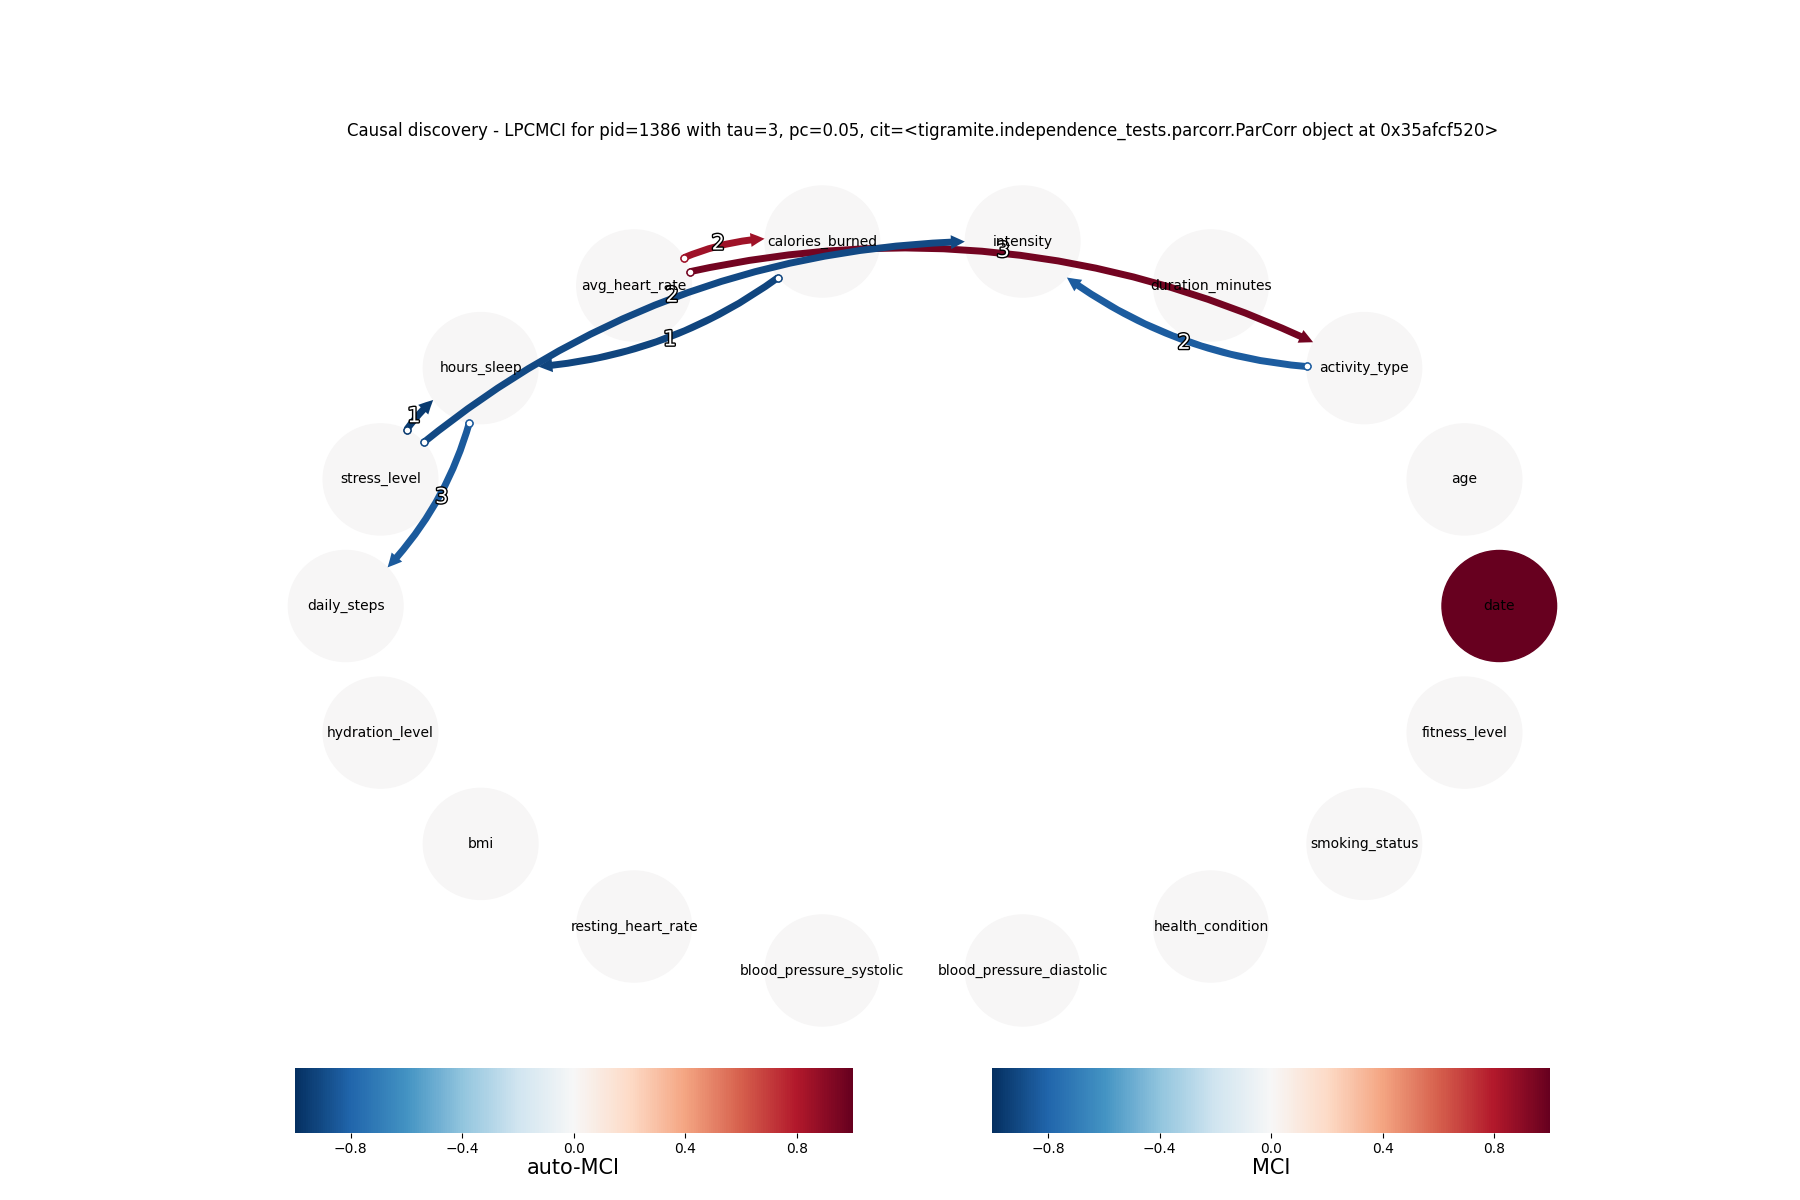 Causal discovery - LPCMCI for pid=1386 with tau=3, pc=0.05, cit=<tigramite.independence_tests.parcorr.ParCorr object at 0x35afcf520>
2
calories_burned
intensity
3
avg_heart_rate
2
duration_minutes
1
2
hours_sleep
activity_type
1
stress_level
age
3
daily_steps
date
hydration_level
fitness_level
bmi
smoking_status
resting_heart_rate
health_condition
blood_pressure_systolic
blood_pressure_diastolic
−0.8 −0.4 0.0 0.4 0.8
auto-MCI
−0.8 −0.4 0.0 0.4 0.8
MCI